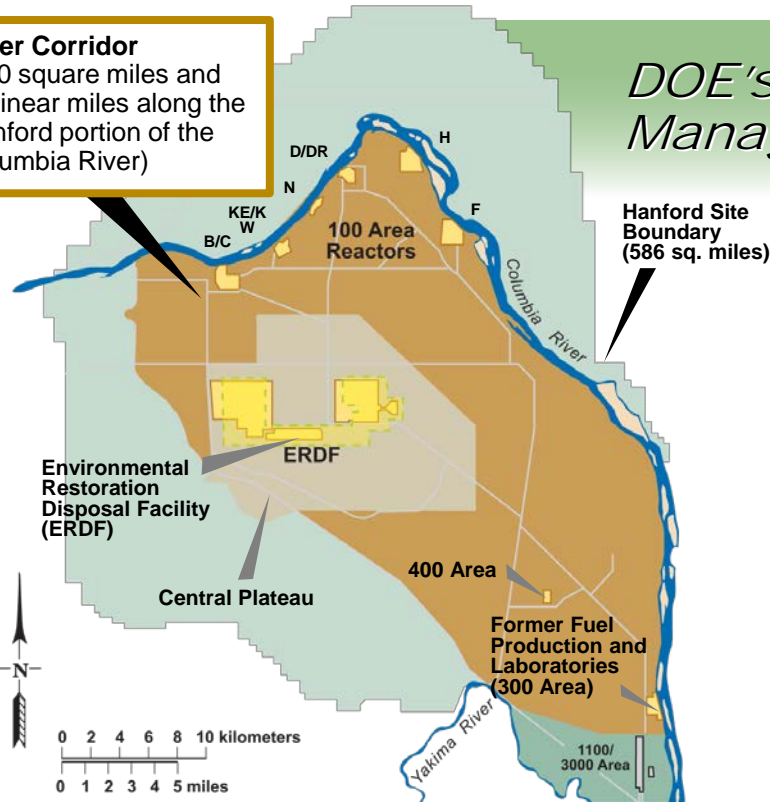 er Corridor
0 square miles and
linear miles along the
nford portion of the
umbia River)
DOE's
Manag
H
D/DR
N
F
KE/K
W
B/C
100 Area
Reactors
Hanford Site
Boundary
(586 sq. miles)
Columbia River
ERDF
Environmental
Restoration
Disposal Facility
(ERDF)
Central Plateau
400 Area
Former Fuel
Production and
Laboratories
(300 Area)
N
Yakima River
0 2 4 6 8 10 kilometers
0 1 2 3 4 5 miles
1100/
3000 Area